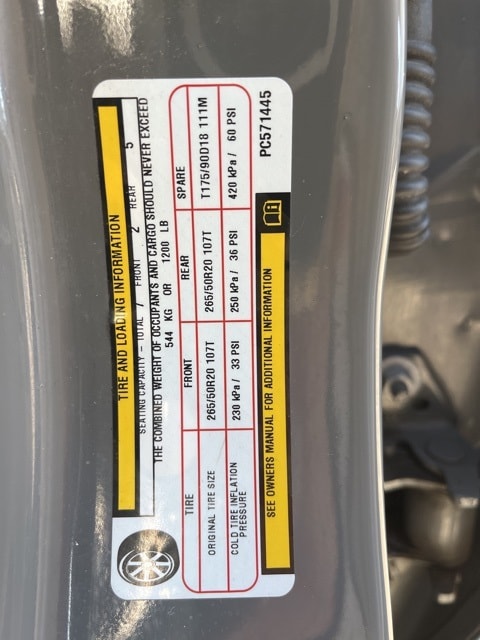 TIRE AND LOADING INFORMATION
SEATING CAPACITY – TOTAL 7 FRONT 2 REAR 5
THE COMBINED WEIGHT OF OCCUPANTS AND CARGO SHOULD NEVER EXCEED
544 KG OR 1200 LB
TIRE FRONT REAR SPARE
ORIGINAL TIRE SIZE 265/50R20 107T 265/50R20 107T T175/90D18 111M
COLD TIRE INFLATION PRESSURE 230 kPa / 33 PSI 250 kPa / 36 PSI 420 kPa / 60 PSI
SEE OWNERS MANUAL FOR ADDITIONAL INFORMATION
PC571445